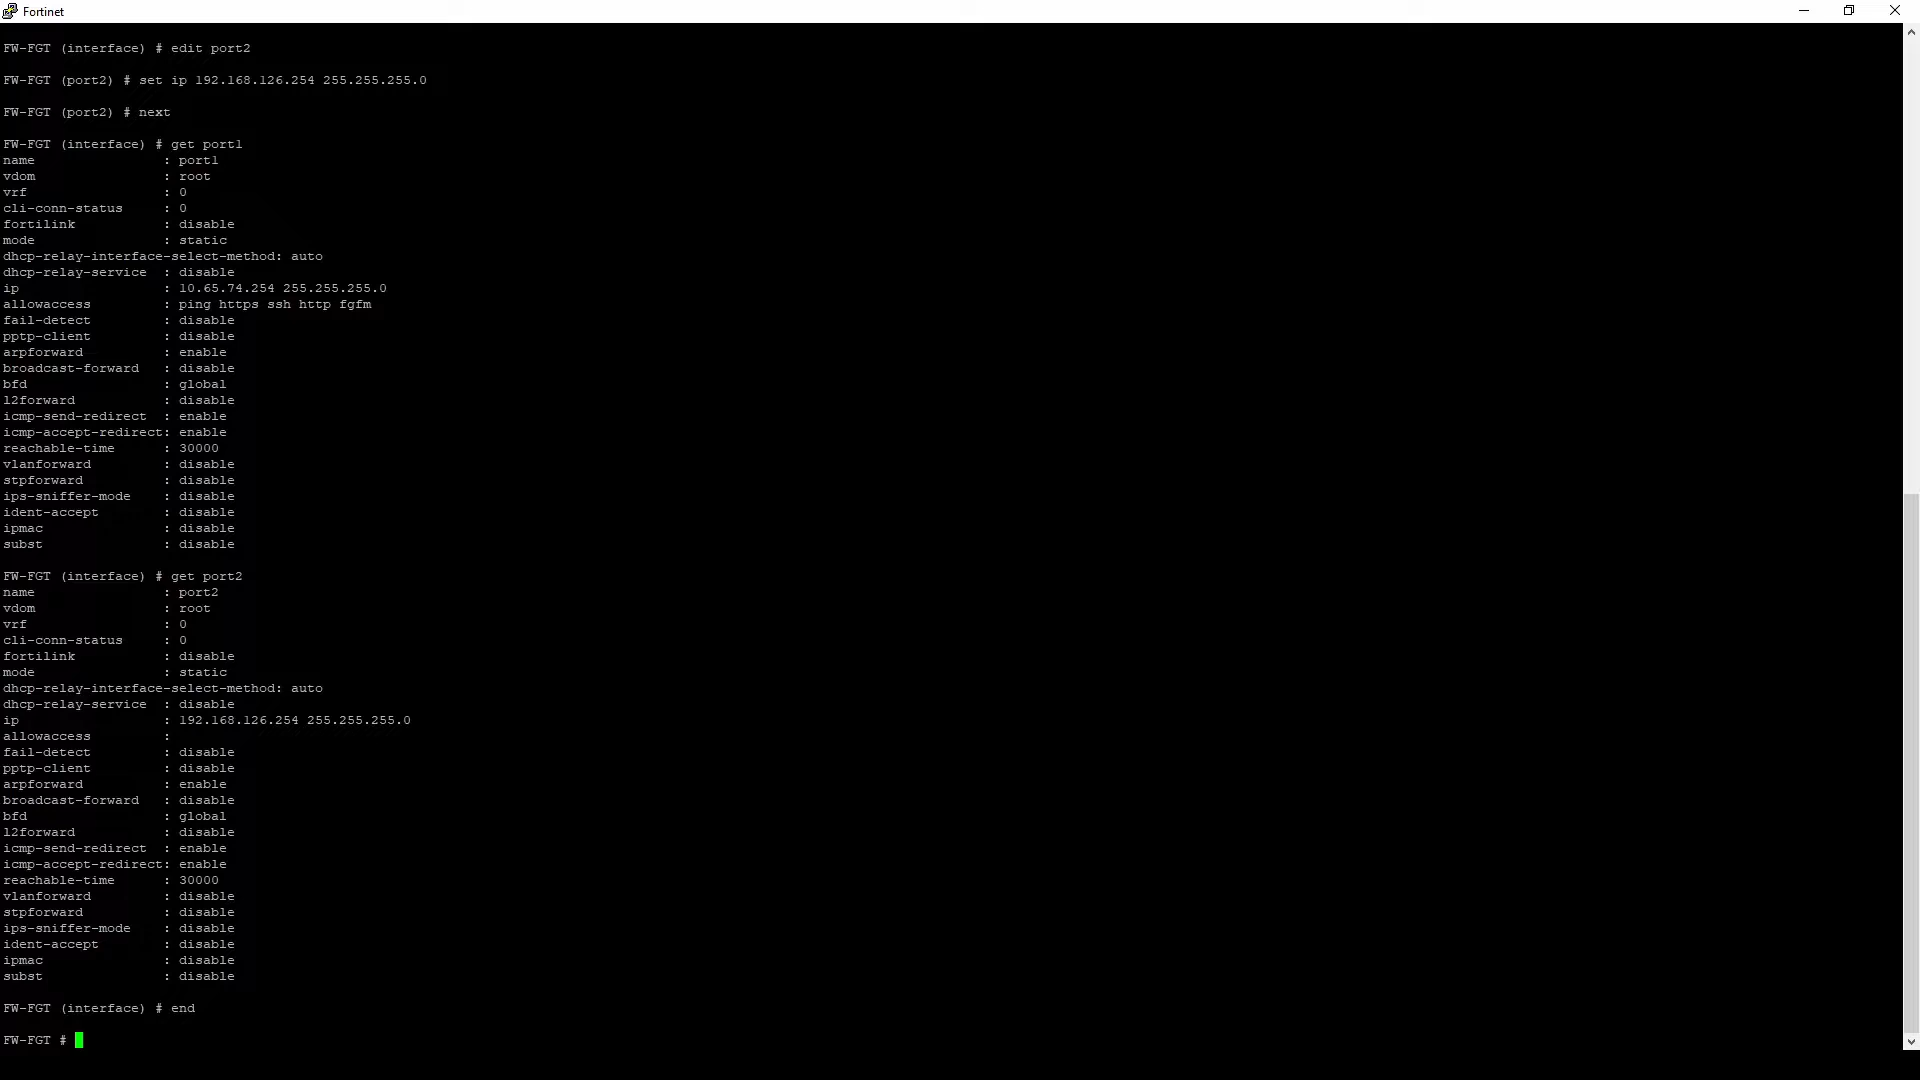 Fortinet
FW-FGT (interface) # edit port2
FW-FGT (port2) # set ip 192.168.126.254 255.255.255.0
FW-FGT (port2) # next
FW-FGT (interface) # get port1
name                : port1
vdom                : root
vrf                 : 0
cli-conn-status     : 0
fortilink           : disable
mode                : static
dhcp-relay-interface-select-method: auto
dhcp-relay-service  : disable
ip                  : 10.65.74.254 255.255.255.0
allowaccess         : ping https ssh http fgfm
fail-detect         : disable
pptp-client         : disable
arpforward          : enable
broadcast-forward   : disable
bfd                 : global
l2forward           : disable
icmp-send-redirect  : enable
icmp-accept-redirect: enable
reachable-time      : 30000
vlanforward         : disable
stpforward          : disable
ips-sniffer-mode    : disable
ident-accept        : disable
ipmac               : disable
subst               : disable
FW-FGT (interface) # get port2
name                : port2
vdom                : root
vrf                 : 0
cli-conn-status     : 0
fortilink           : disable
mode                : static
dhcp-relay-interface-select-method: auto
dhcp-relay-service  : disable
ip                  : 192.168.126.254 255.255.255.0
allowaccess         :
fail-detect         : disable
pptp-client         : disable
arpforward          : enable
broadcast-forward   : disable
bfd                 : global
l2forward           : disable
icmp-send-redirect  : enable
icmp-accept-redirect: enable
reachable-time      : 30000
vlanforward         : disable
stpforward          : disable
ips-sniffer-mode    : disable
ident-accept        : disable
ipmac               : disable
subst               : disable
FW-FGT (interface) # end
FW-FGT #